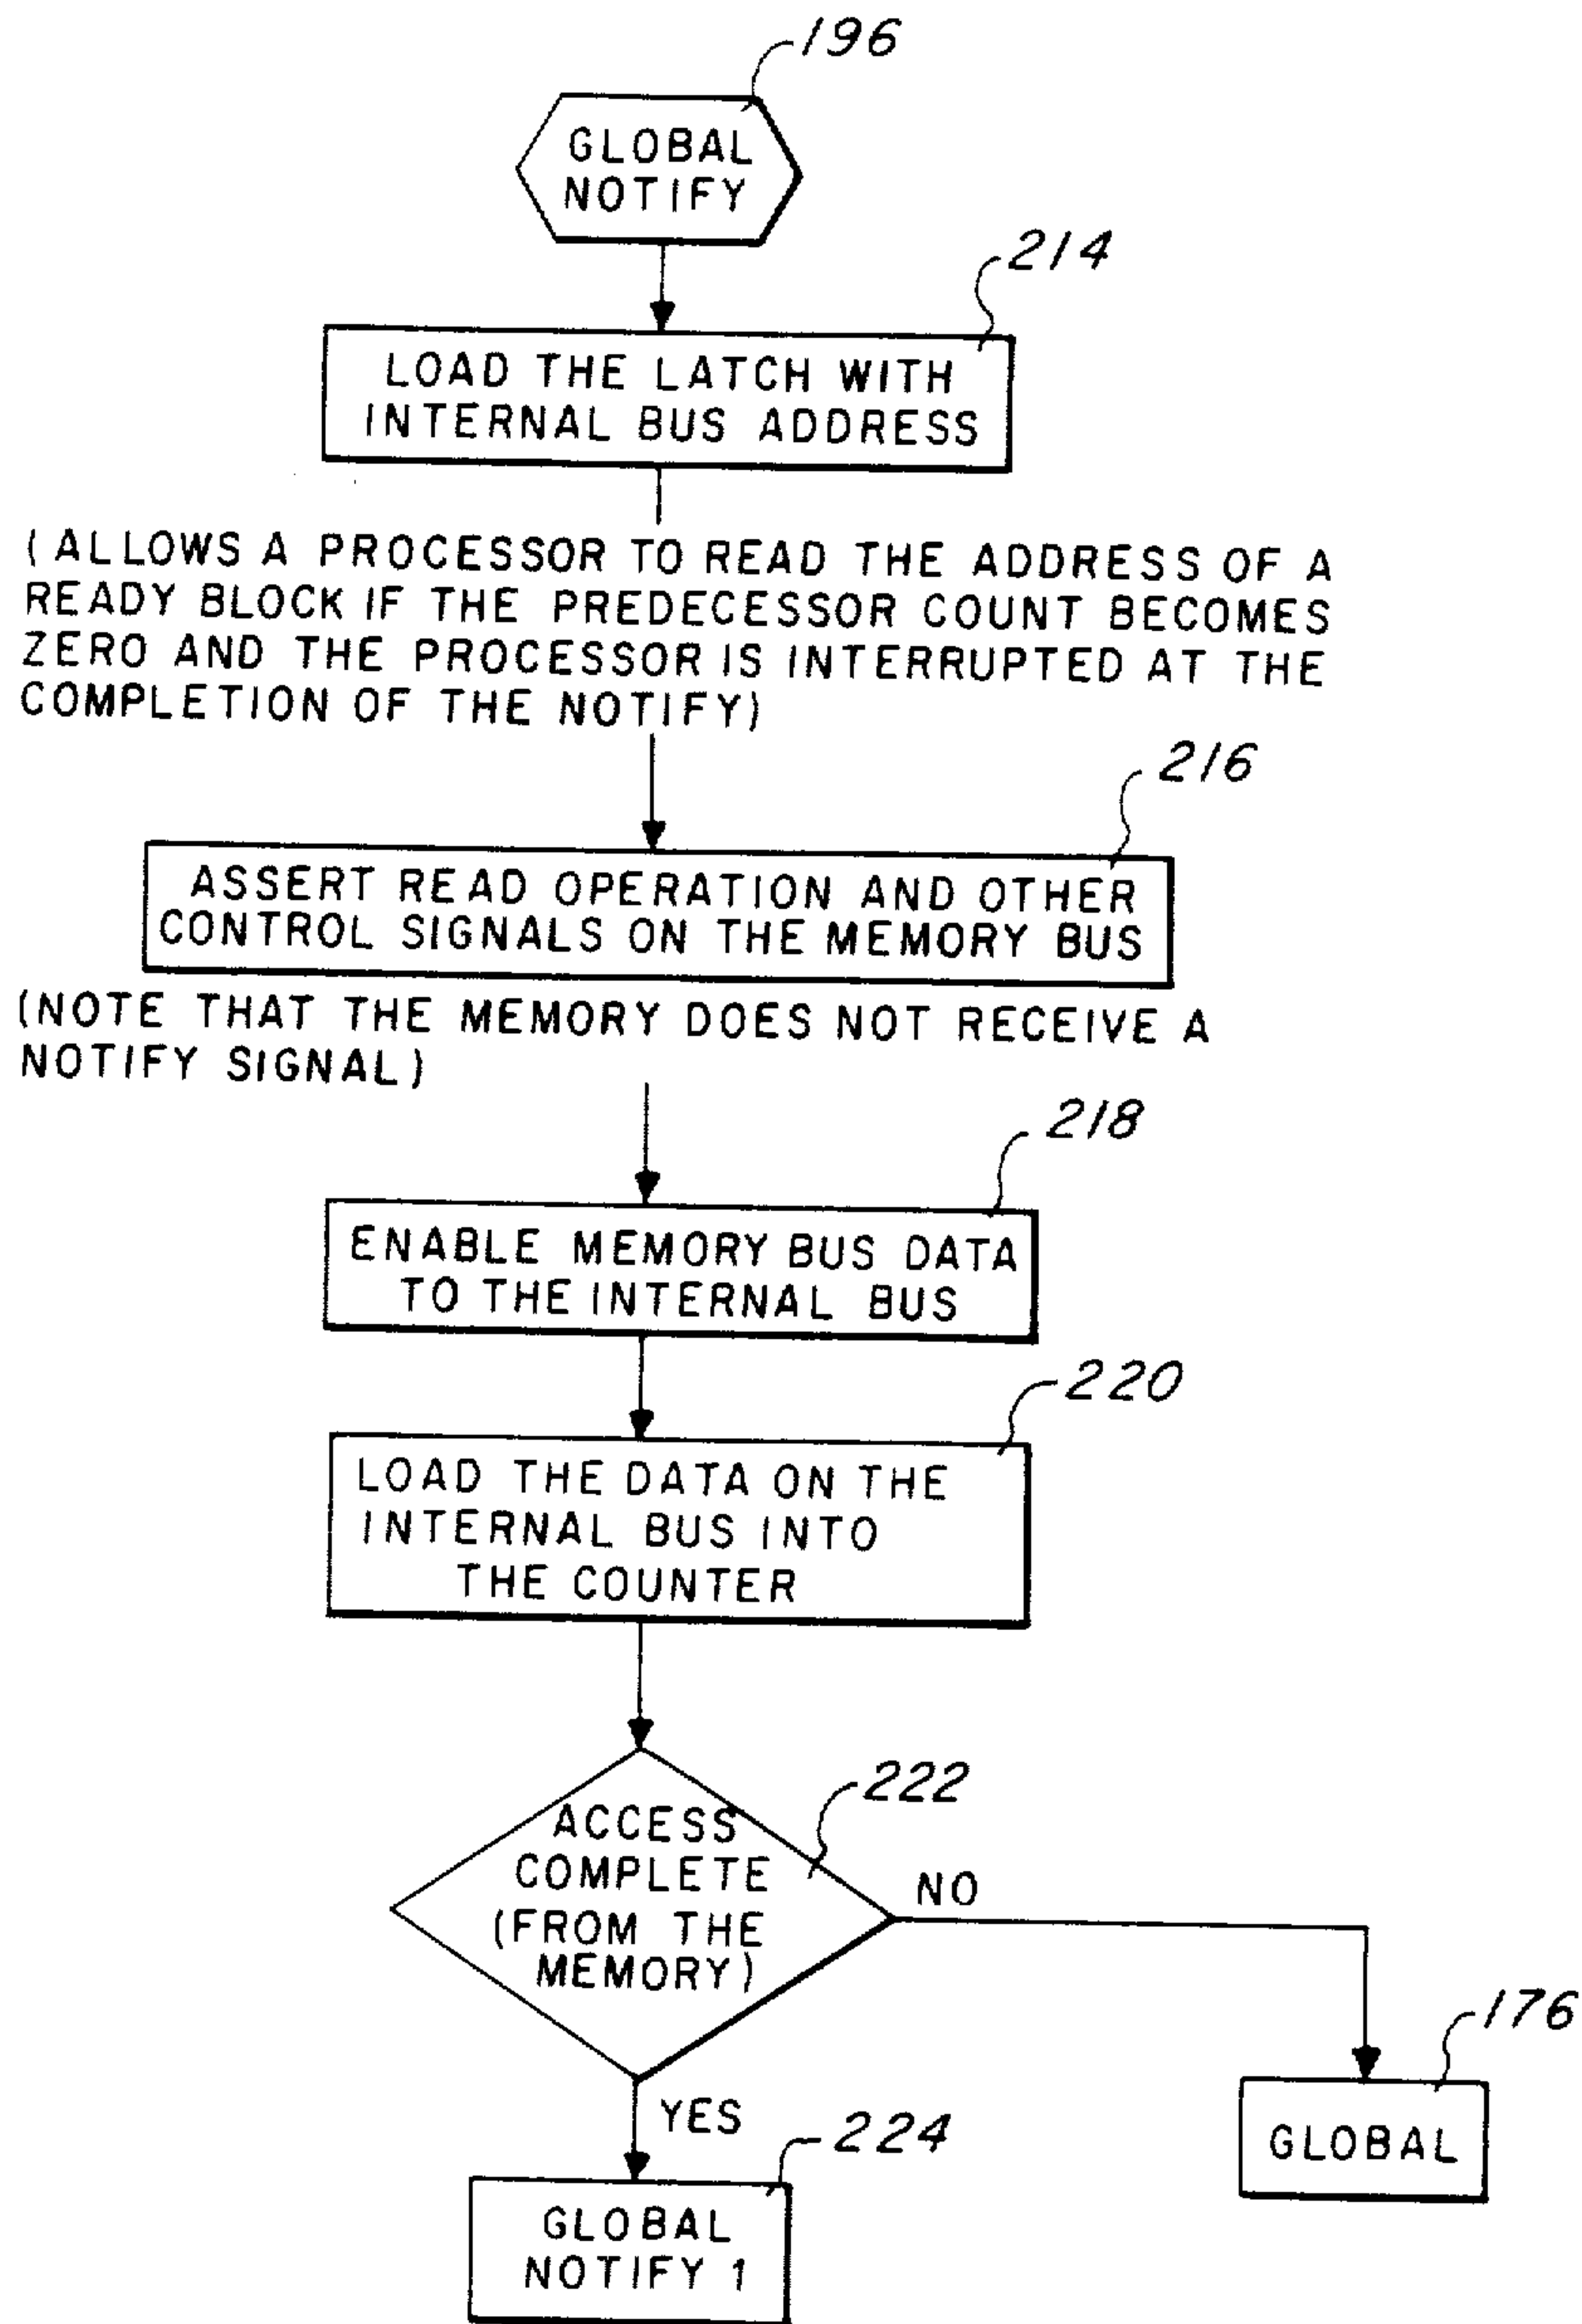 196
GLOBAL
NOTIFY
214
LOAD THE LATCH WITH
INTERNAL BUS ADDRESS
(ALLOWS A PROCESSOR TO READ THE ADDRESS OF A
READY BLOCK IF THE PREDECESSOR COUNT BECOMES
ZERO AND THE PROCESSOR IS INTERRUPTED AT THE
COMPLETION OF THE NOTIFY)
216
ASSERT READ OPERATION AND OTHER
CONTROL SIGNALS ON THE MEMORY BUS
(NOTE THAT THE MEMORY DOES NOT RECEIVE A
NOTIFY SIGNAL)
218
ENABLE MEMORY BUS DATA
TO THE INTERNAL BUS
220
LOAD THE DATA ON THE
INTERNAL BUS INTO
THE COUNTER
222
ACCESS
COMPLETE
(FROM THE
MEMORY)
NO
176
GLOBAL
YES
224
GLOBAL
NOTIFY 1